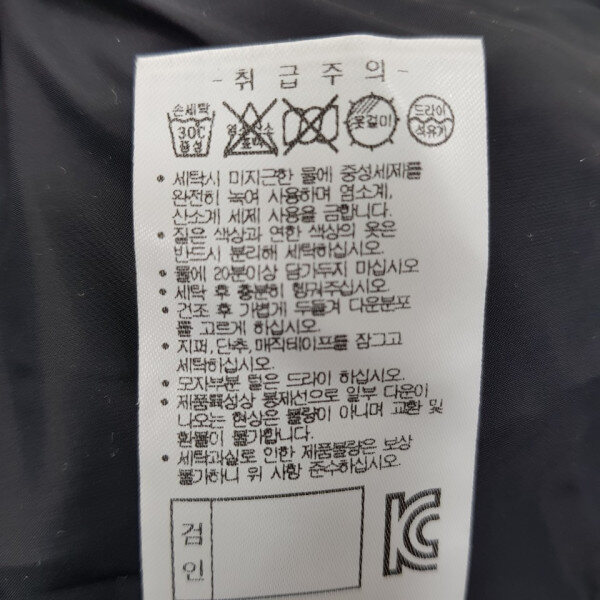 - 취급주의 -
손세탁
30C
중성
염소산소
표백
옷걸이
드라이
석유계
• 세탁시 미지근한 물에 중성세제를
완전히 녹여 사용하며 염소계,
산소계 세제 사용을 금합니다.
• 짙은 색상과 연한 색상의 옷은
반드시 분리해 세탁하십시오.
• 물에 20분이상 담가두지 마십시오
• 세탁 후 충분히 헹궈주십시오.
• 건조 후 가볍게 두들겨 다운분포
를 고르게 하십시오.
• 지퍼,단추,매직테이프를 잠그고
세탁하십시오.
• 모자부분 털은 드라이 하십시오.
• 제품특성상 봉제선으로 일부 다운이
나오는 현상은 불량이 아니며 교환 및
환불이 불가합니다.
• 세탁과실로 인한 제품불량은 보상
불가하니 위 사항 준수하십시오.
검
인